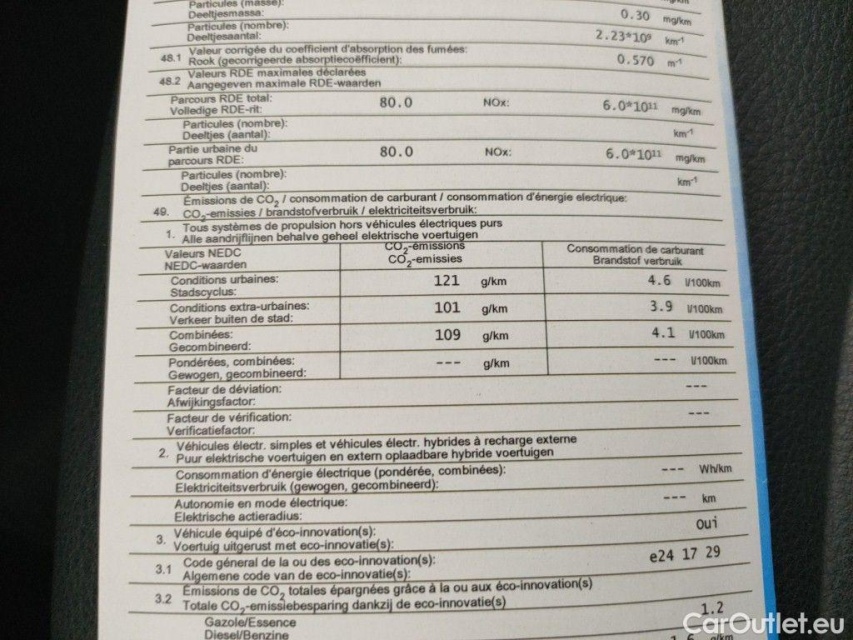 Particules (masse):
Deeltjesmassa: 0.30 mg/km
Particules (nombre):
Deeltjesaantal: 2.23*10⁹ km⁻¹
48.1 Valeur corrigée du coefficient d'absorption des fumées:
Rook (gecorrigeerde absorptiecoëfficient): 0.570 m⁻¹
48.2 Valeurs RDE maximales déclarées
Aangegeven maximale RDE-waarden
Parcours RDE total:
Volledige RDE-rit: 80.0 NOx: 6.0*10¹¹ mg/km
Particules (nombre):
Deeltjes (aantal): km⁻¹
Partie urbaine du
parcours RDE: 80.0 NOx: 6.0*10¹¹ mg/km
Particules (nombre):
Deeltjes (aantal): km⁻¹
Émissions de CO₂ / consommation de carburant / consommation d'énergie electrique:
49. CO₂-emissies / brandstofverbruik / elektriciteitsverbruik:
1. Tous systèmes de propulsion hors véhicules électriques purs
Alle aandrijflijnen behalve geheel elektrische voertuigen
Valeurs NEDC CO₂-émissions Consommation de carburant
NEDC-waarden CO₂-emissies Brandstof verbruik
Conditions urbaines: 121 g/km 4.6 l/100km
Stadscyclus:
Conditions extra-urbaines: 101 g/km 3.9 l/100km
Verkeer buiten de stad:
Combinées: 109 g/km 4.1 l/100km
Gecombineerd:
Pondérées, combinées: --- g/km --- l/100km
Gewogen, gecombineerd:
Facteur de déviation: ---
Afwijkingsfactor:
Facteur de vérification: ---
Verificatiefactor:
2. Véhicules électr. simples et véhicules électr. hybrides à recharge externe
Puur elektrische voertuigen en extern oplaadbare hybride voertuigen
Consommation d'énergie électrique (pondérée, combinées): --- Wh/km
Elektriciteitsverbruik (gewogen, gecombineerd):
Autonomie en mode électrique: --- km
Elektrische actieradius:
3. Véhicule équipé d'éco-innovation(s): Oui
Voertuig uitgerust met eco-innovatie(s):
3.1 Code géneral de la ou des eco-innovation(s): e24 17 29
Algemene code van de eco-innovatie(s):
3.2 Émissions de CO₂ totales épargnées grâce à la ou aux éco-innovation(s)
Totale CO₂-emissiebesparing dankzij de eco-innovatie(s)
Gazole/Essence 1.2
Diesel/Benzine
CarOutlet.eu